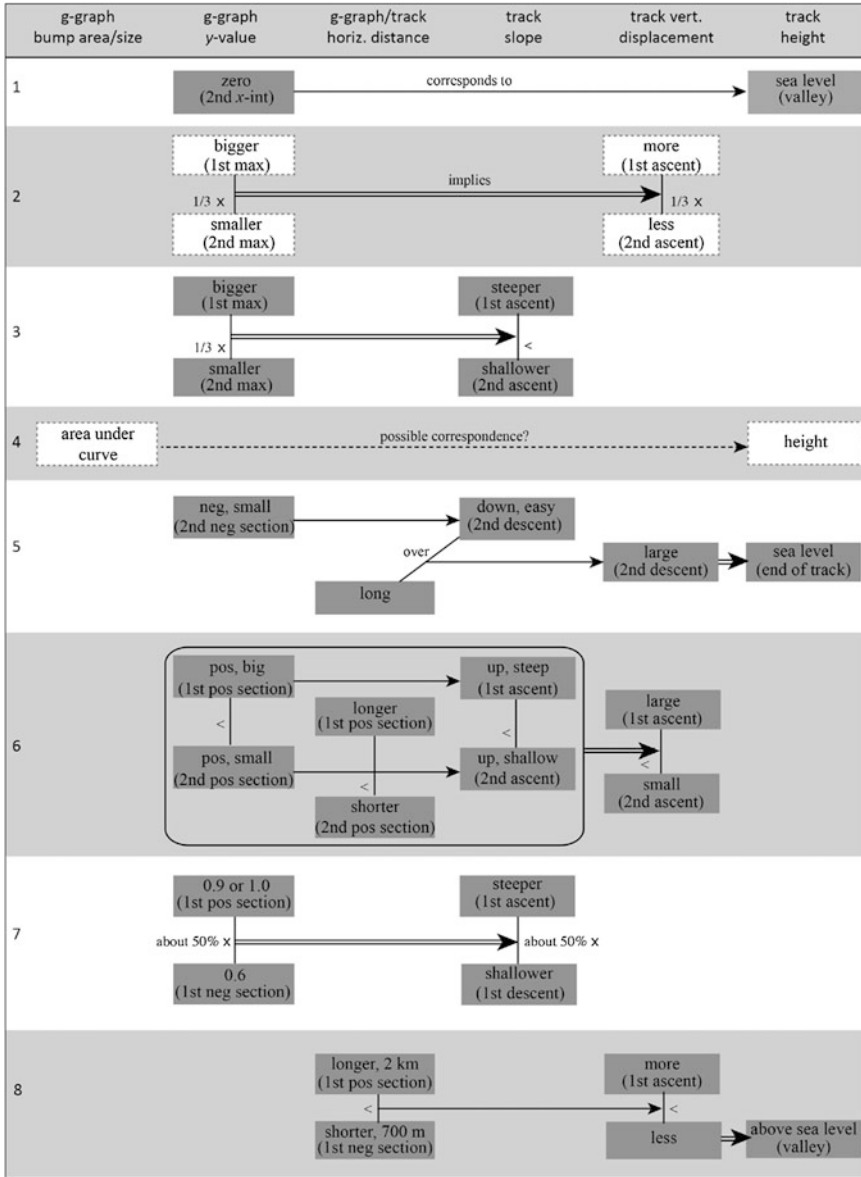 g-graph g-graph g-graph/track track track vert. track
bump area/size y-value horiz. distance slope displacement height
1
zero
(2nd x-int)
corresponds to
sea level
(valley)
2
bigger
(1st max)
more
(1st ascent)
implies
1/3 x
1/3 x
smaller
(2nd max)
less
(2nd ascent)
3
bigger
(1st max)
steeper
(1st ascent)
1/3 x
<
smaller
(2nd max)
shallower
(2nd ascent)
4
area under
curve
possible correspondence?
height
5
neg, small
(2nd neg section)
down, easy
(2nd descent)
over
long
large
(2nd descent)
sea level
(end of track)
6
pos, big
(1st pos section)
up, steep
(1st ascent)
longer
(1st pos section)
large
(1st ascent)
<
<
pos, small
(2nd pos section)
up, shallow
(2nd ascent)
<
<
shorter
(2nd pos section)
small
(2nd ascent)
7
0.9 or 1.0
(1st pos section)
steeper
(1st ascent)
about 50% x
about 50% x
0.6
(1st neg section)
shallower
(1st descent)
8
longer, 2 km
(1st pos section)
more
(1st ascent)
<
<
shorter, 700 m
(1st neg section)
less
above sea level
(valley)